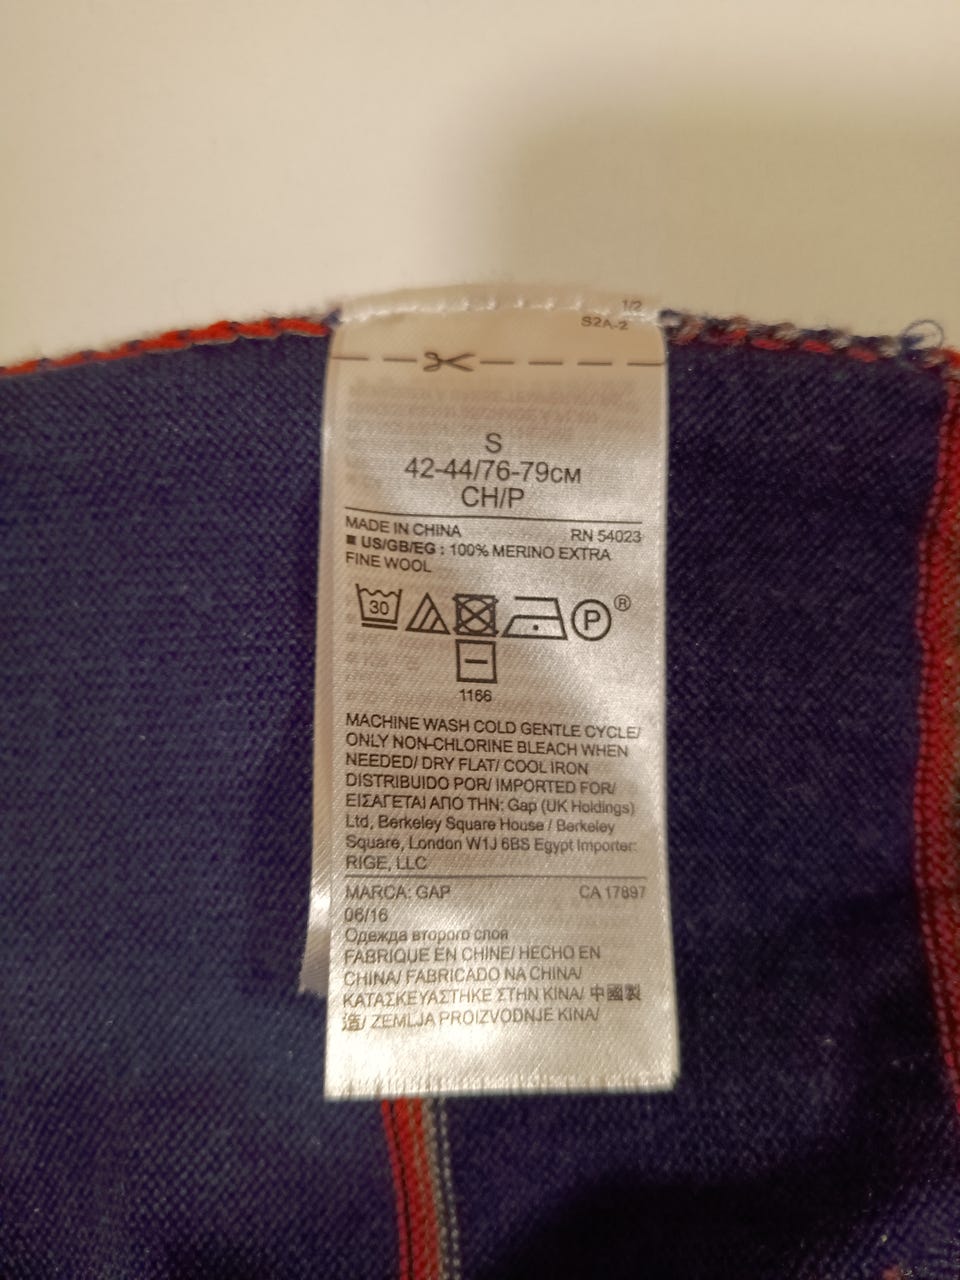 1/2
S2A-2
S
42-44/76-79CM
CH/P
MADE IN CHINA RN 54023
■ US/GB/EG : 100% MERINO EXTRA
FINE WOOL
30 P ®
1166
MACHINE WASH COLD GENTLE CYCLE/
ONLY NON-CHLORINE BLEACH WHEN
NEEDED/ DRY FLAT/ COOL IRON
DISTRIBUIDO POR/ IMPORTED FOR/
ΕΙΣΑΓΕΤΑΙ ΑΠΟ ΤΗΝ: Gap (UK Holdings)
Ltd, Berkeley Square House / Berkeley
Square, London W1J 6BS Egypt Importer:
RIGE, LLC
MARCA: GAP CA 17897
06/16
Одежда второго слоя
FABRIQUE EN CHINE/ HECHO EN
CHINA/ FABRICADO NA CHINA/
ΚΑΤΑΣΚΕΥΑΣΤΗΚΕ ΣΤΗΝ ΚΙΝΑ/ 中國製
造/ ZEMLJA PROIZVODNJE KINA/